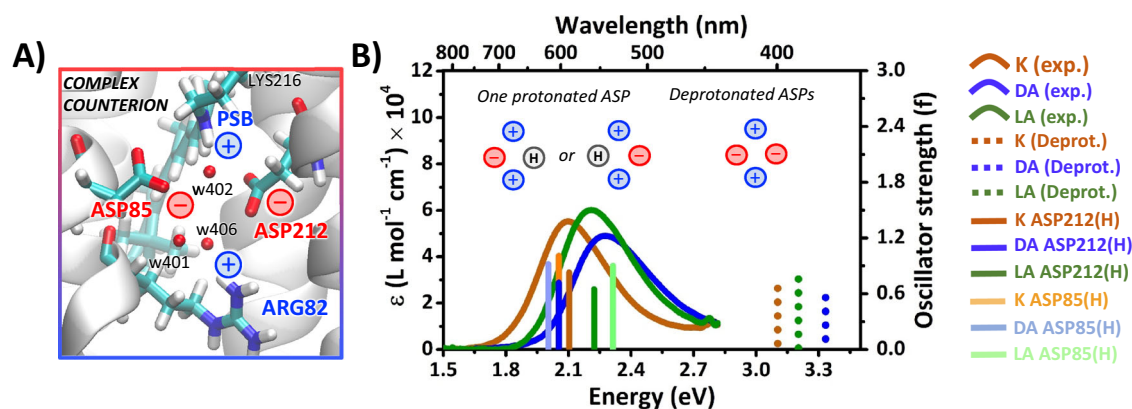 A)
COMPLEX
COUNTERION
LYS216
PSB
+
w402
ASP85
−
−
ASP212
w406
w401
+
ARG82
B)
Wavelength (nm)
800 700 600 500 400
12
10
8
6
4
2
0
ε (L mol⁻¹ cm⁻¹) × 10⁴
One protonated ASP
Deprotonated ASPs
+ + +
− H or H − − −
+ + +
3.0
2.4
1.8
1.2
0.6
0.0
Oscillator strength (f)
1.5 1.8 2.1 2.4 2.7 3.0 3.3
Energy (eV)
K (exp.)
DA (exp.)
LA (exp.)
K (Deprot.)
DA (Deprot.)
LA (Deprot.)
K ASP212(H)
DA ASP212(H)
LA ASP212(H)
K ASP85(H)
DA ASP85(H)
LA ASP85(H)